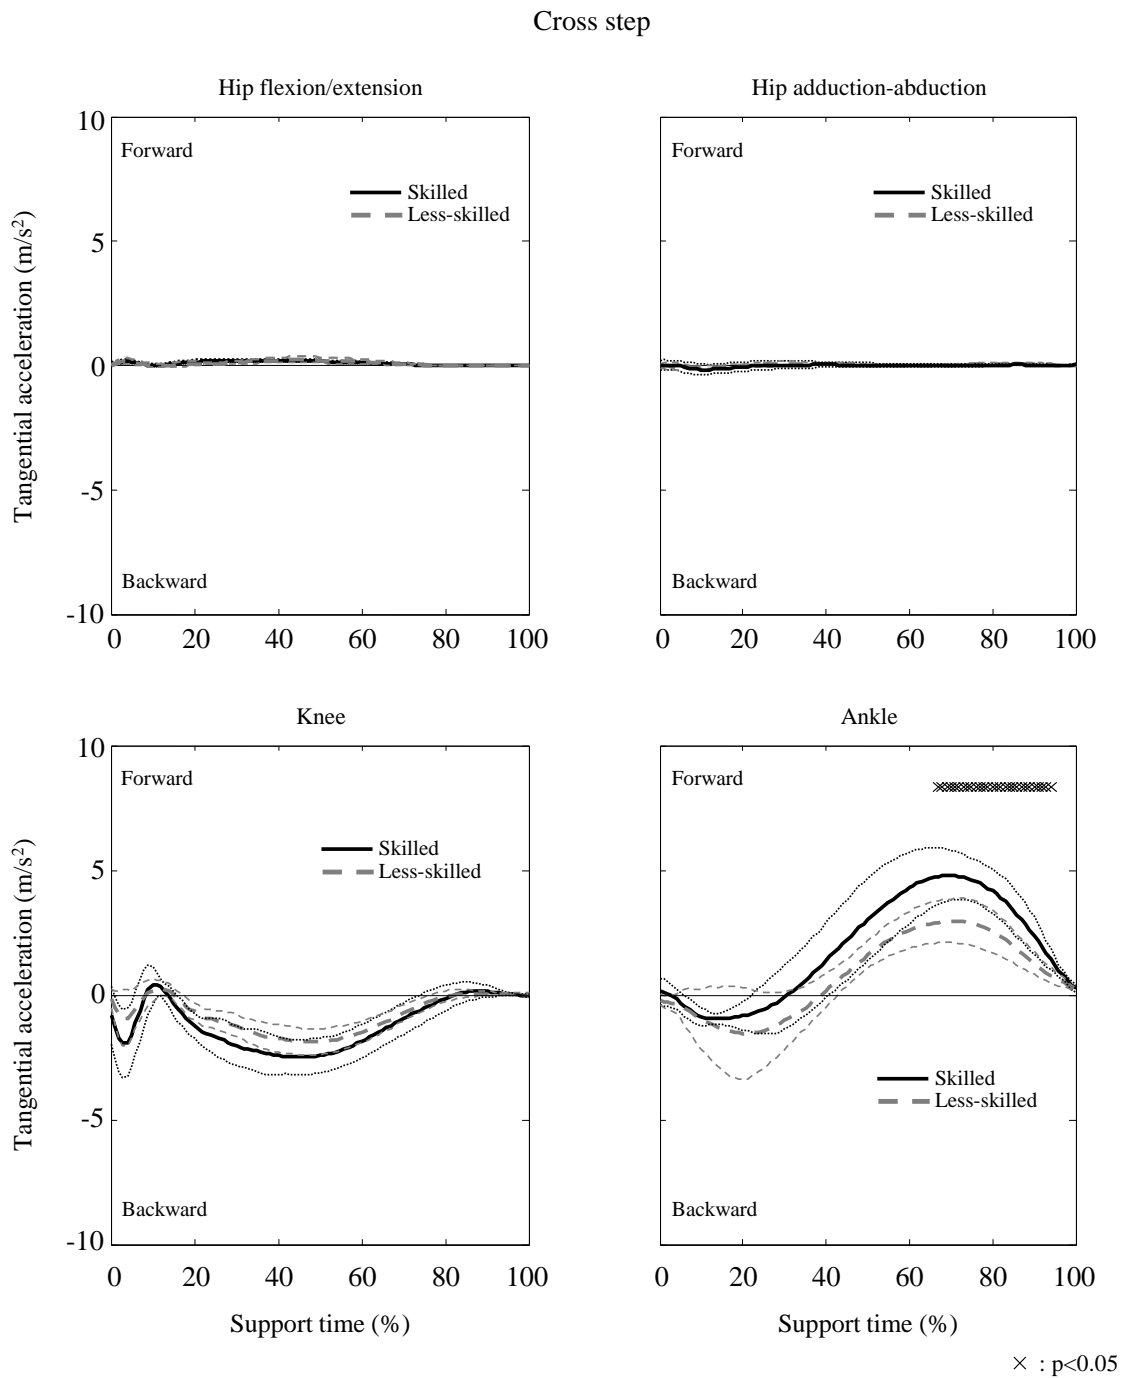 Cross step
Hip flexion/extension
Hip adduction-abduction
10
Forward
Forward
Skilled
Less-skilled
Skilled
Less-skilled
Tangential acceleration (m/s²)
5
0
-5
Backward
Backward
-10
0 20 40 60 80 100
0 20 40 60 80 100
Knee
Ankle
10
Forward
Forward
Skilled
Less-skilled
Tangential acceleration (m/s²)
5
0
-5
Skilled
Less-skilled
Backward
Backward
-10
0 20 40 60 80 100
0 20 40 60 80 100
Support time (%)
Support time (%)
× : p<0.05